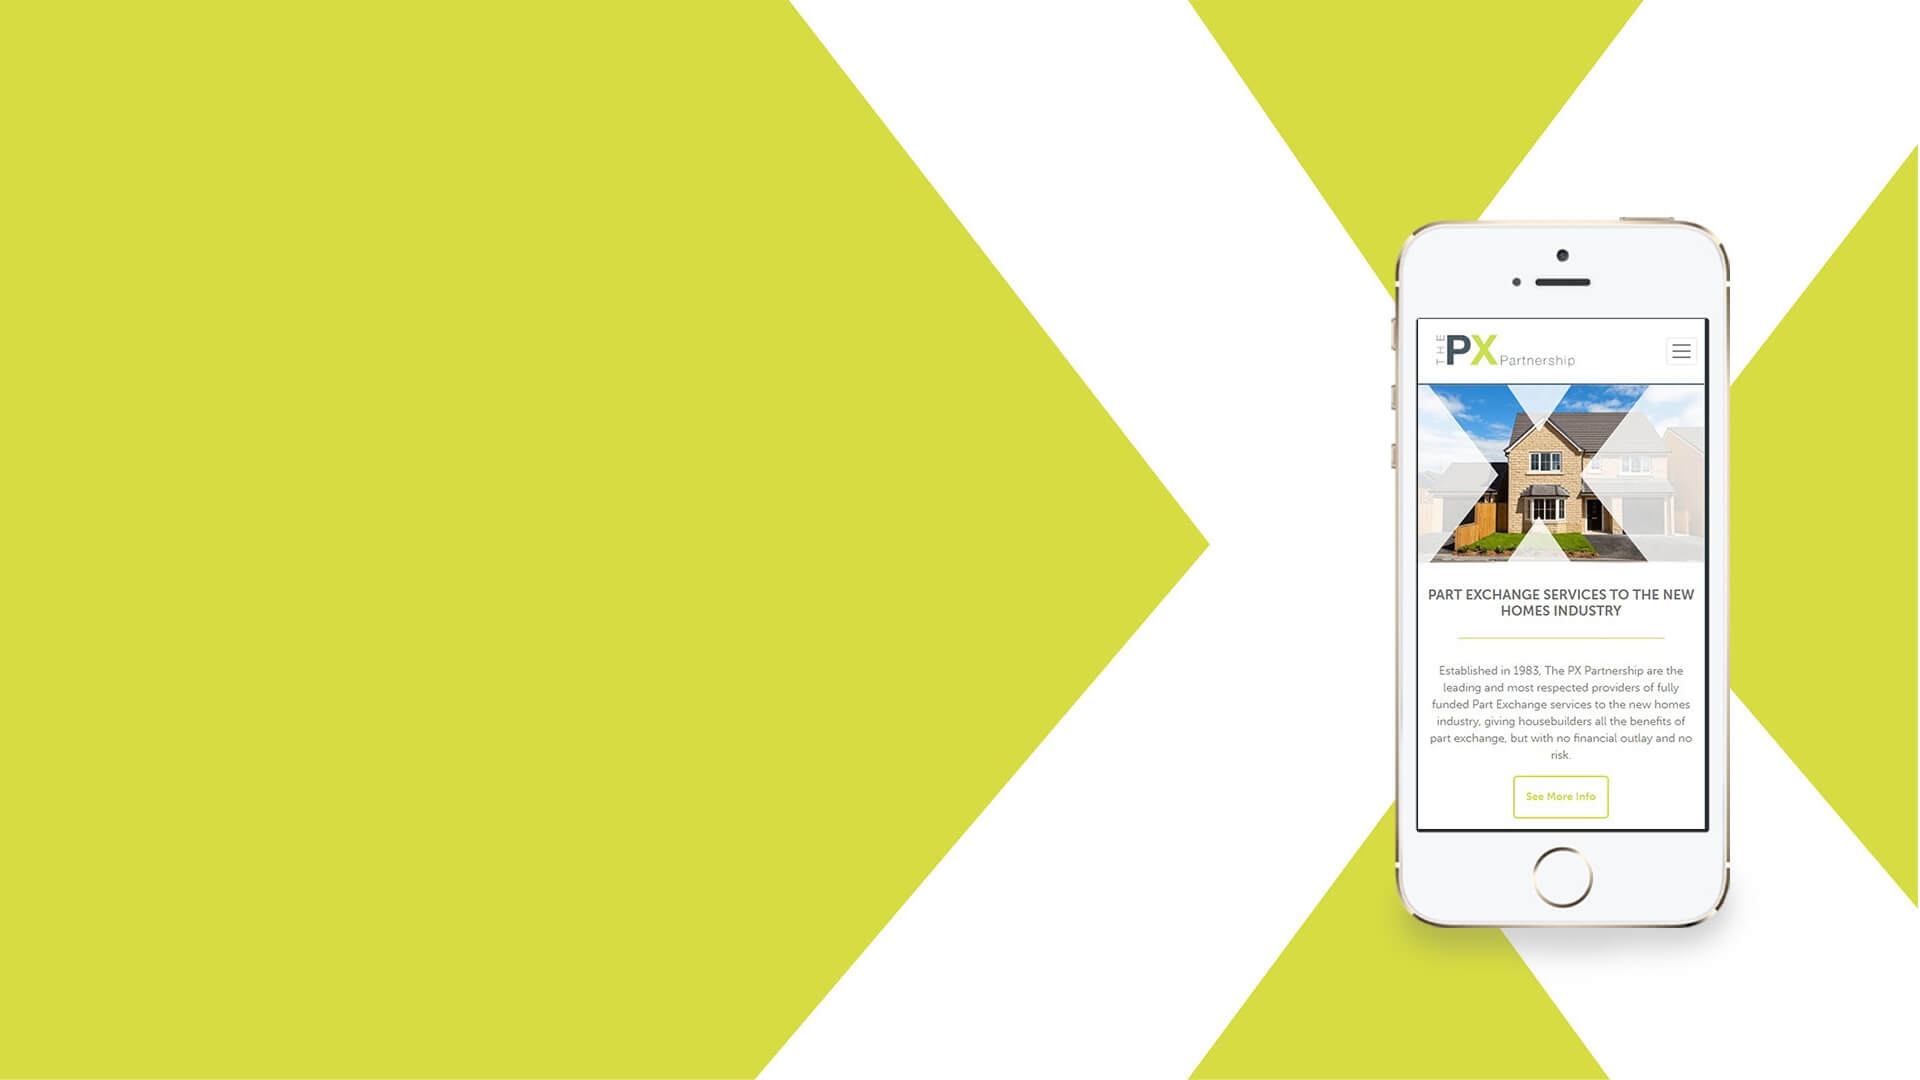 THE PX Partnership
PART EXCHANGE SERVICES TO THE NEW
HOMES INDUSTRY
Established in 1983, The PX Partnership are the
leading and most respected providers of fully
funded Part Exchange services to the new homes
industry, giving housebuilders all the benefits of
part exchange, but with no financial outlay and no
risk.
See More Info